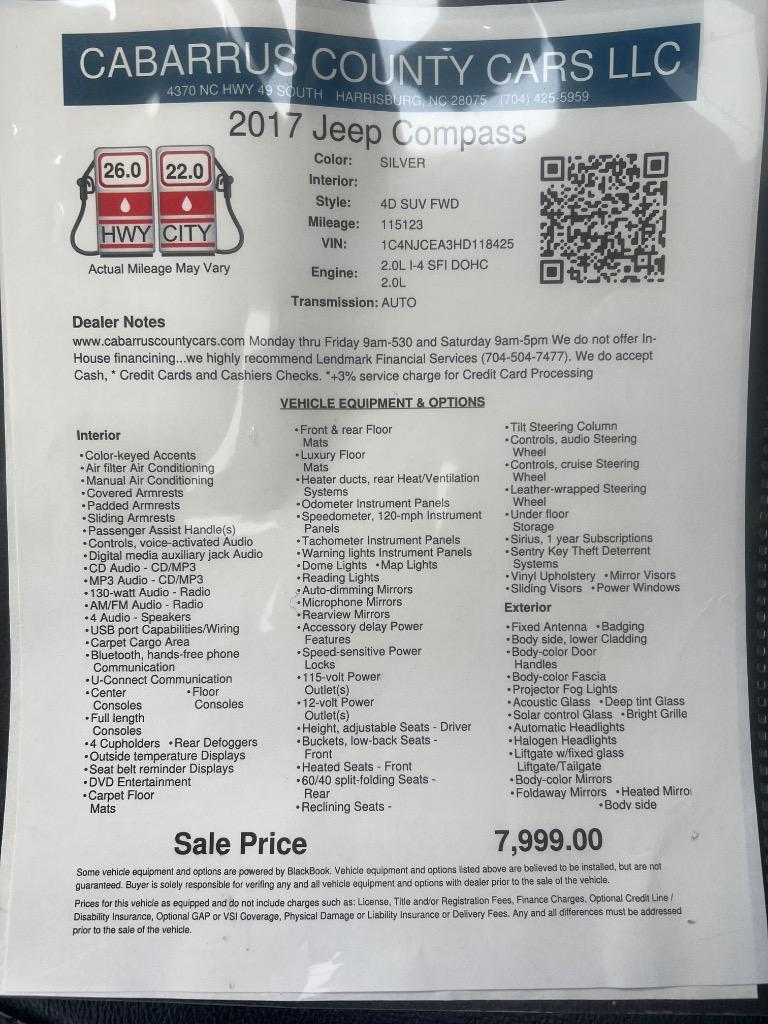 CABARRUS COUNTY CARS LLC
4370 NC HWY 49 SOUTH HARRISBURG, NC 28075 (704) 425-5959
2017 Jeep Compass
26.0 22.0
HWY CITY
Actual Mileage May Vary
Color: SILVER
Interior:
Style: 4D SUV FWD
Mileage: 115123
VIN: 1C4NJCEA3HD118425
Engine: 2.0L I-4 SFI DOHC
2.0L
Transmission: AUTO
Dealer Notes
www.cabarruscountycars.com Monday thru Friday 9am-530 and Saturday 9am-5pm We do not offer In-
House financining...we highly recommend Lendmark Financial Services (704-504-7477). We do accept
Cash, * Credit Cards and Cashiers Checks. *+3% service charge for Credit Card Processing
VEHICLE EQUIPMENT & OPTIONS
Interior
•Color-keyed Accents
•Air filter Air Conditioning
•Manual Air Conditioning
•Covered Armrests
•Padded Armrests
•Sliding Armrests
•Passenger Assist Handle(s)
•Controls, voice-activated Audio
•Digital media auxiliary jack Audio
•CD Audio - CD/MP3
•MP3 Audio - CD/MP3
•130-watt Audio - Radio
•AM/FM Audio - Radio
•4 Audio - Speakers
•USB port Capabilities/Wiring
•Carpet Cargo Area
•Bluetooth, hands-free phone
Communication
•U-Connect Communication
•Center •Floor
Consoles Consoles
•Full length
Consoles
•4 Cupholders •Rear Defoggers
•Outside temperature Displays
•Seat belt reminder Displays
•DVD Entertainment
•Carpet Floor
Mats
•Front & rear Floor
Mats
•Luxury Floor
Mats
•Heater ducts, rear Heat/Ventilation
Systems
•Odometer Instrument Panels
•Speedometer, 120-mph Instrument
Panels
•Tachometer Instrument Panels
•Warning lights Instrument Panels
•Dome Lights •Map Lights
•Reading Lights
•Auto-dimming Mirrors
•Microphone Mirrors
•Rearview Mirrors
•Accessory delay Power
Features
•Speed-sensitive Power
Locks
•115-volt Power
Outlet(s)
•12-volt Power
Outlet(s)
•Height, adjustable Seats - Driver
•Buckets, low-back Seats -
Front
•Heated Seats - Front
•60/40 split-folding Seats -
Rear
•Reclining Seats -
•Tilt Steering Column
•Controls, audio Steering
Wheel
•Controls, cruise Steering
Wheel
•Leather-wrapped Steering
Wheel
•Under floor
Storage
•Sirius, 1 year Subscriptions
•Sentry Key Theft Deterrent
Systems
•Vinyl Upholstery •Mirror Visors
•Sliding Visors •Power Windows
Exterior
•Fixed Antenna •Badging
•Body side, lower Cladding
•Body-color Door
Handles
•Body-color Fascia
•Projector Fog Lights
•Acoustic Glass •Deep tint Glass
•Solar control Glass •Bright Grille
•Automatic Headlights
•Halogen Headlights
•Liftgate w/fixed glass
Liftgate/Tailgate
•Body-color Mirrors
•Foldaway Mirrors •Heated Mirro
•Body side
Sale Price 7,999.00
Some vehicle equipment and options are powered by BlackBook. Vehicle equipment and options listed above are believed to be installed, but are not
guaranteed. Buyer is solely responsible for verifing any and all vehicle equipment and options with dealer prior to the sale of the vehicle.
Prices for this vehicle as equipped and do not include charges such as: License, Title and/or Registration Fees, Finance Charges, Optional Credit Line /
Disability Insurance, Optional GAP or VSI Coverage, Physical Damage or Liability Insurance or Delivery Fees. Any and all differences must be addressed
prior to the sale of the vehicle.